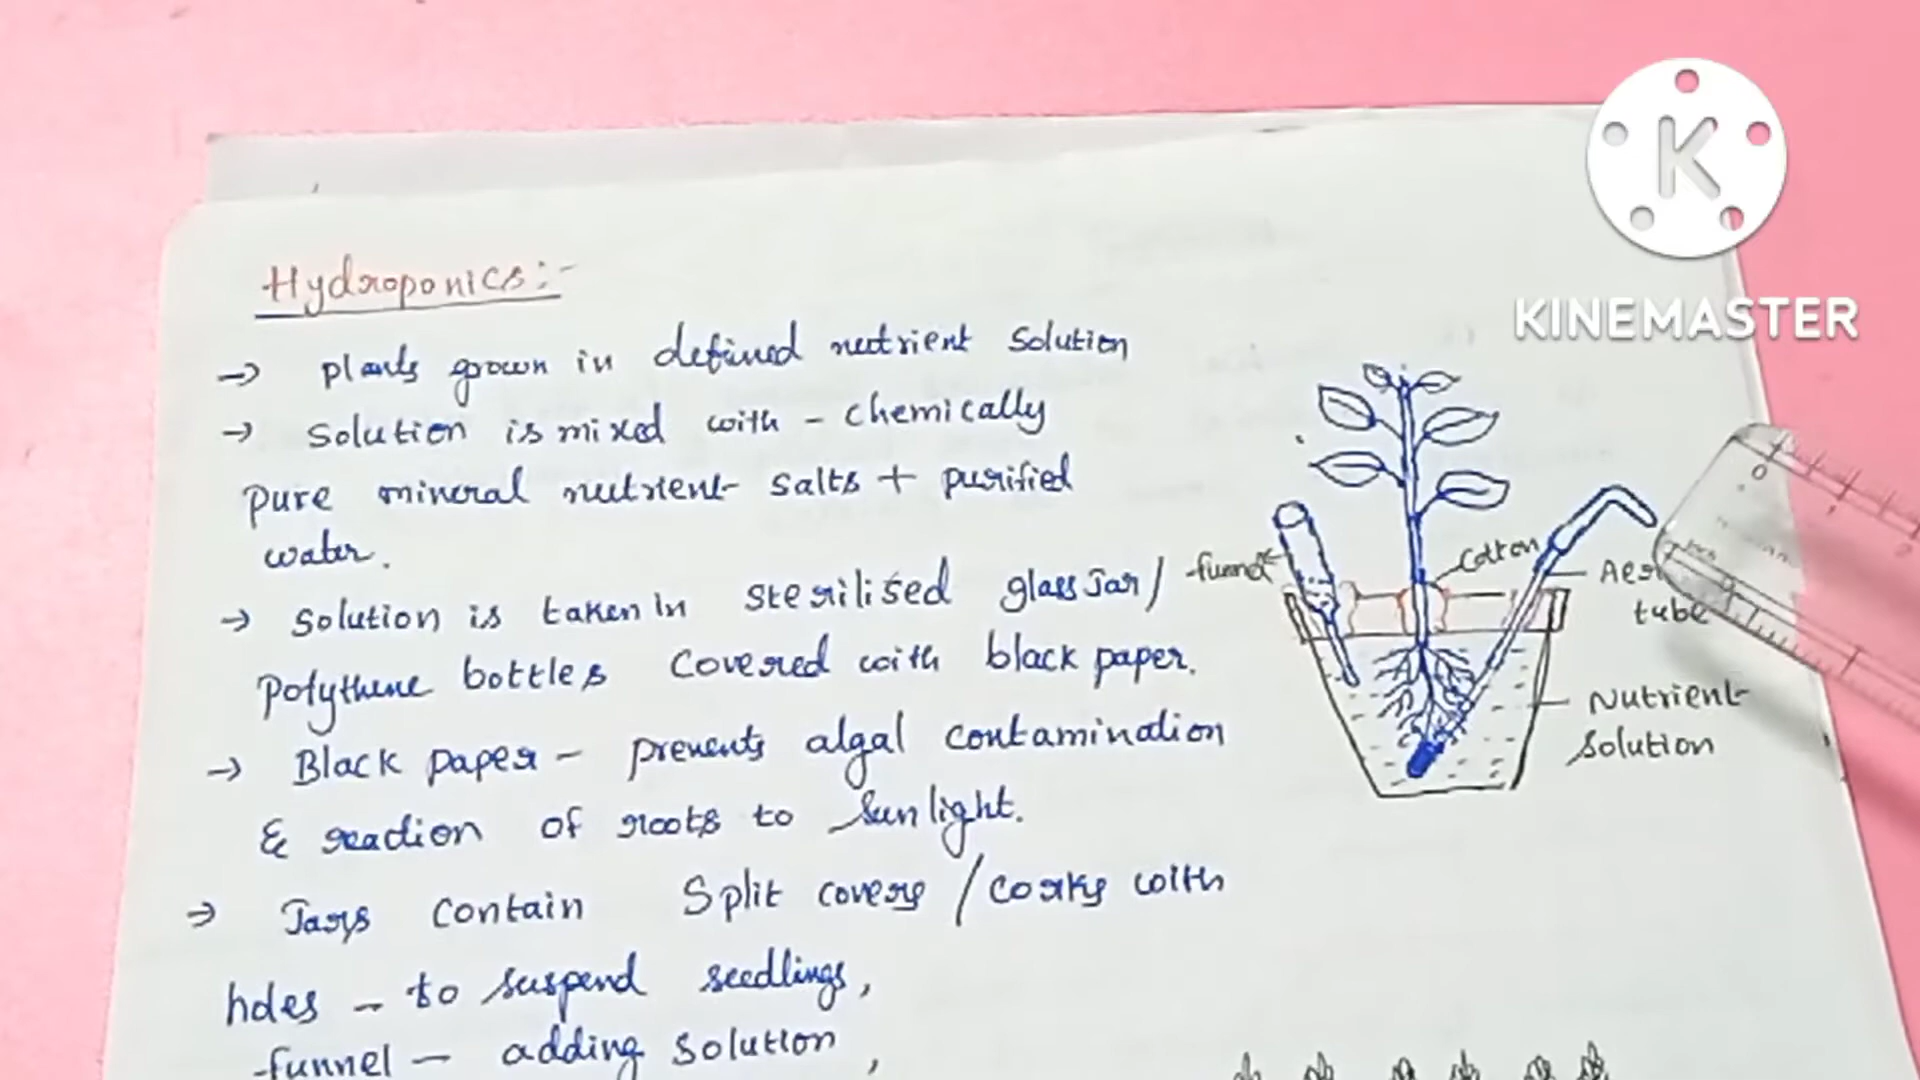 KINEMASTER
Hydroponics:-
→ plants grown in defined nutrient solution
→ solution is mixed with - chemically
pure mineral nutrient salts + purified
water.
→ solution is taken in sterilised glass Jar/
polythene bottles covered with black paper.
→ Black paper - prevents algal contamination
& reaction of roots to sunlight.
→ Jars contain split covers / corks with
holes - to suspend seedlings,
funnel - adding solution,
funnel
cotton
tube
Nutrient
solution